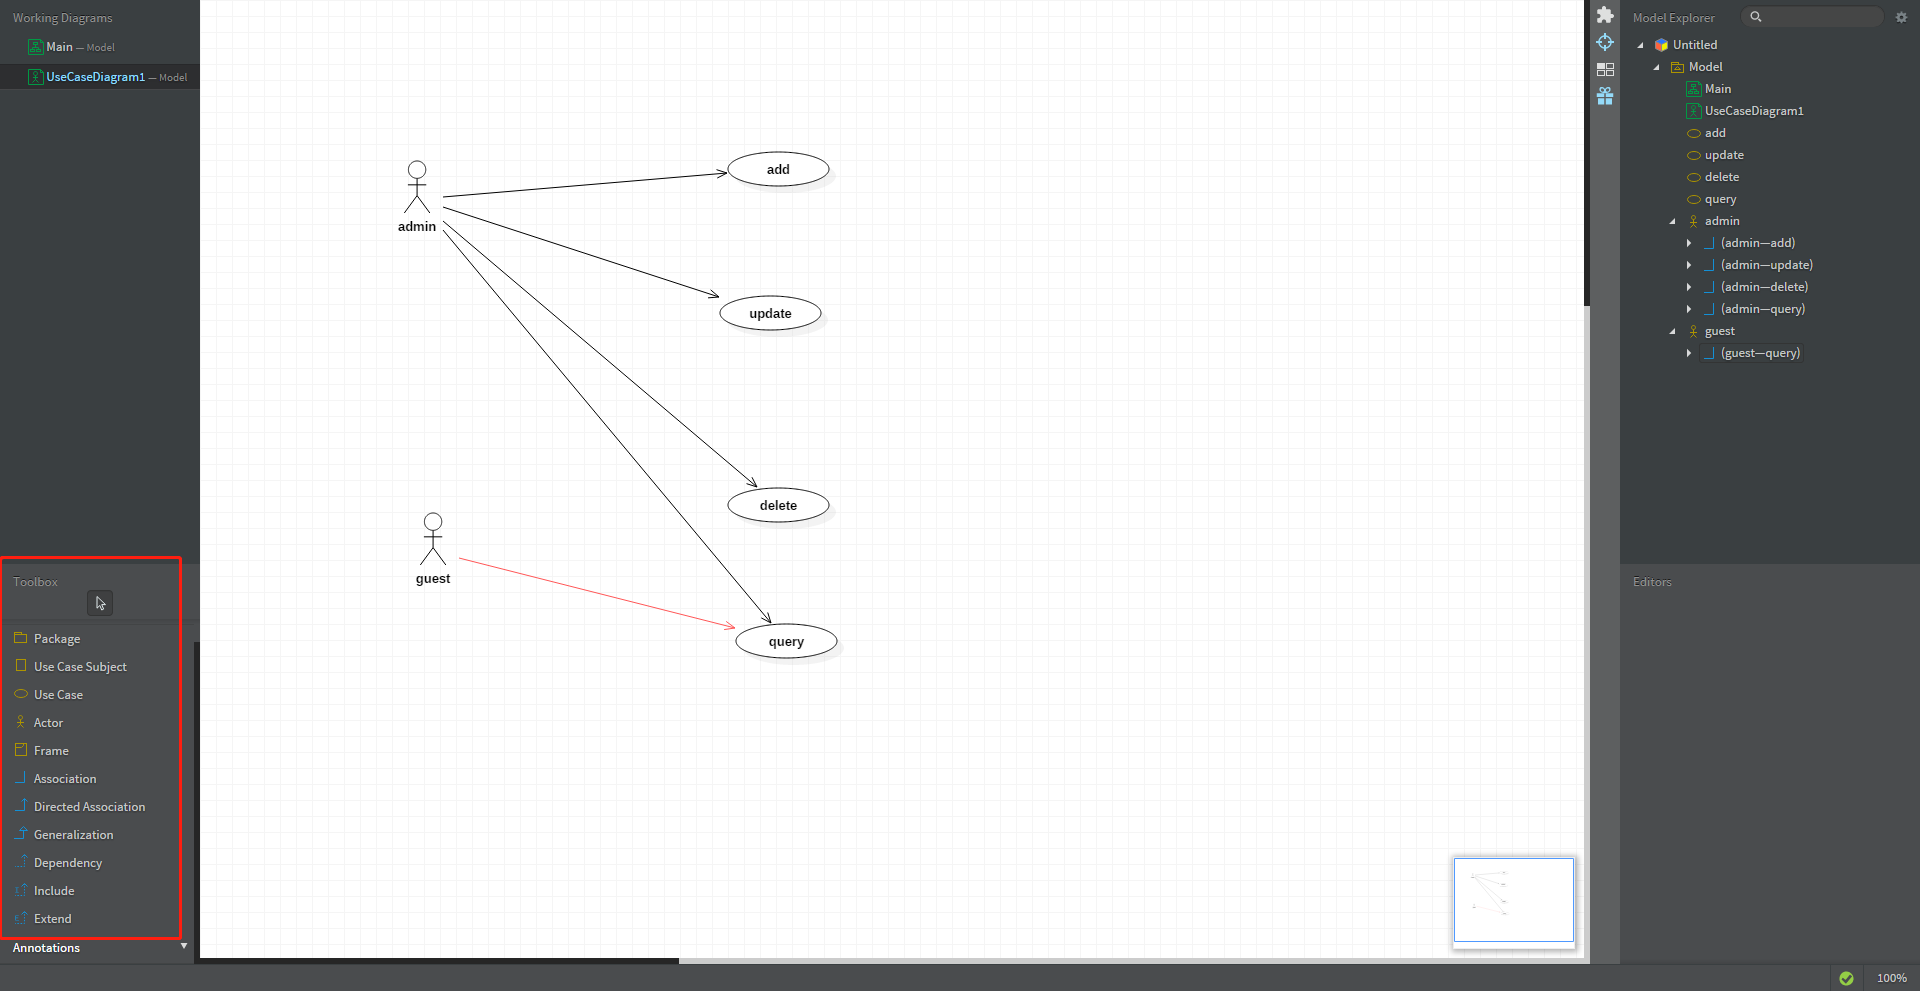 Working Diagrams
Main — Model
UseCaseDiagram1 — Model
Toolbox
Package
Use Case Subject
Use Case
Actor
Frame
Association
Directed Association
Generalization
Dependency
Include
Extend
Annotations
admin
add
update
delete
guest
query
Model Explorer
Untitled
Model
Main
UseCaseDiagram1
add
update
delete
query
admin
(admin—add)
(admin—update)
(admin—delete)
(admin—query)
guest
(guest—query)
Editors
100%